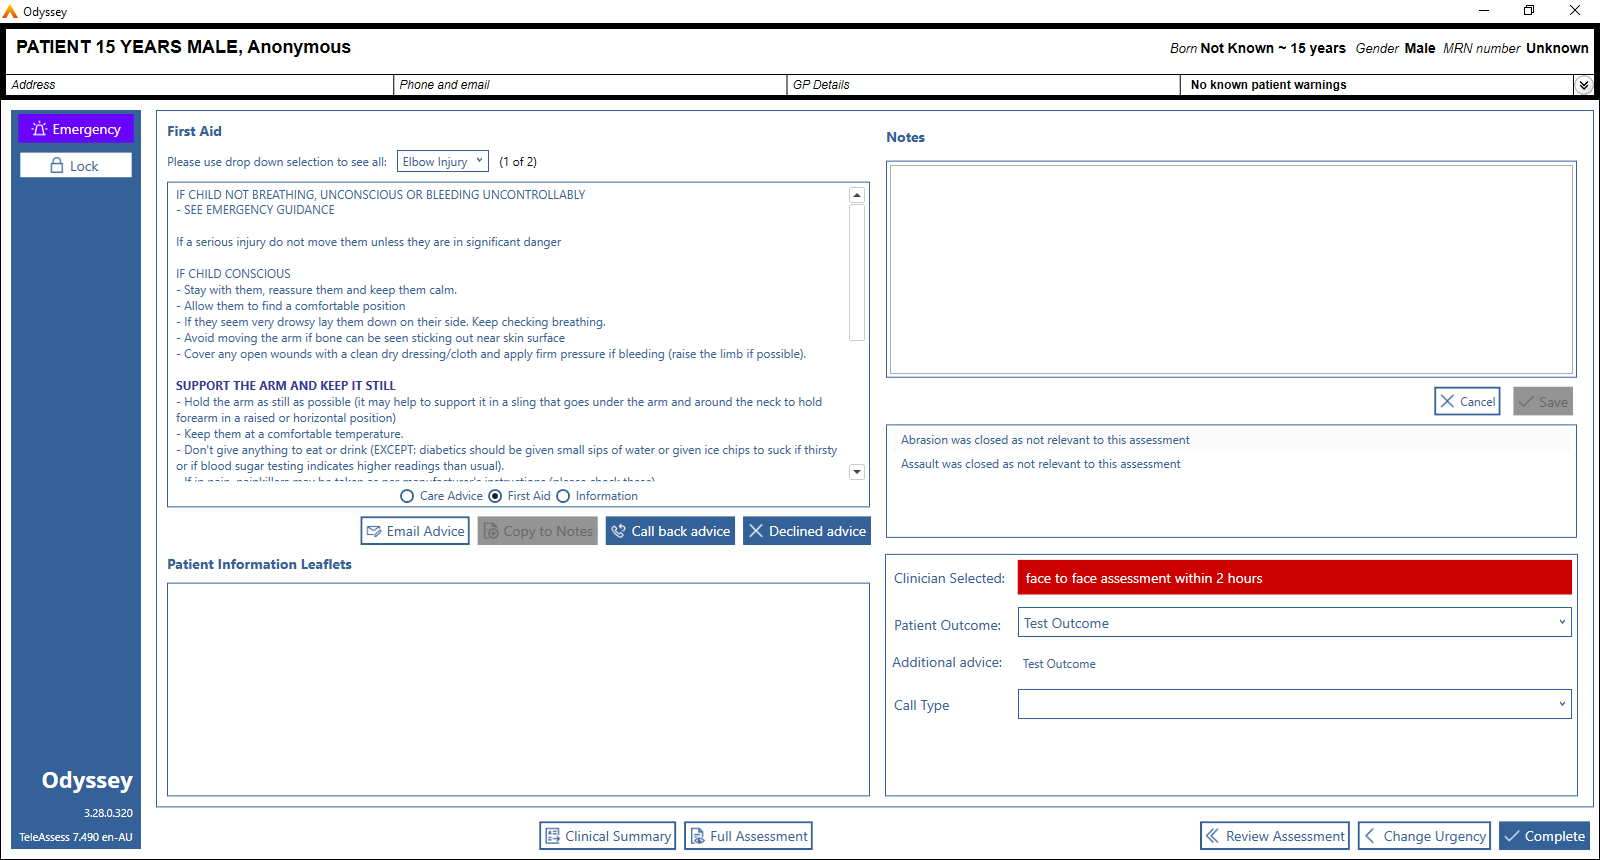 Odyssey
PATIENT 15 YEARS MALE, Anonymous
Born Not Known ~ 15 years Gender Male MRN number Unknown
Address
Phone and email
GP Details
No known patient warnings
Emergency
Lock
First Aid
Please use drop down selection to see all: Elbow Injury (1 of 2)
IF CHILD NOT BREATHING, UNCONSCIOUS OR BLEEDING UNCONTROLLABLY
- SEE EMERGENCY GUIDANCE
If a serious injury do not move them unless they are in significant danger
IF CHILD CONSCIOUS
- Stay with them, reassure them and keep them calm.
- Allow them to find a comfortable position
- If they seem very drowsy lay them down on their side. Keep checking breathing.
- Avoid moving the arm if bone can be seen sticking out near skin surface
- Cover any open wounds with a clean dry dressing/cloth and apply firm pressure if bleeding (raise the limb if possible).
SUPPORT THE ARM AND KEEP IT STILL
- Hold the arm as still as possible (it may help to support it in a sling that goes under the arm and around the neck to hold
forearm in a raised or horizontal position)
- Keep them at a comfortable temperature.
- Don't give anything to eat or drink (EXCEPT: diabetics should be given small sips of water or given ice chips to suck if thirsty
or if blood sugar testing indicates higher readings than usual).
- If in pain, painkillers may be taken as per manufacturer's instructions (please check these)
Care Advice First Aid Information
Email Advice Copy to Notes Call back advice Declined advice
Patient Information Leaflets
Notes
Cancel Save
Abrasion was closed as not relevant to this assessment
Assault was closed as not relevant to this assessment
Clinician Selected: face to face assessment within 2 hours
Patient Outcome: Test Outcome
Additional advice: Test Outcome
Call Type
Odyssey
3.28.0.320
TeleAssess 7.490 en-AU
Clinical Summary Full Assessment
Review Assessment Change Urgency Complete